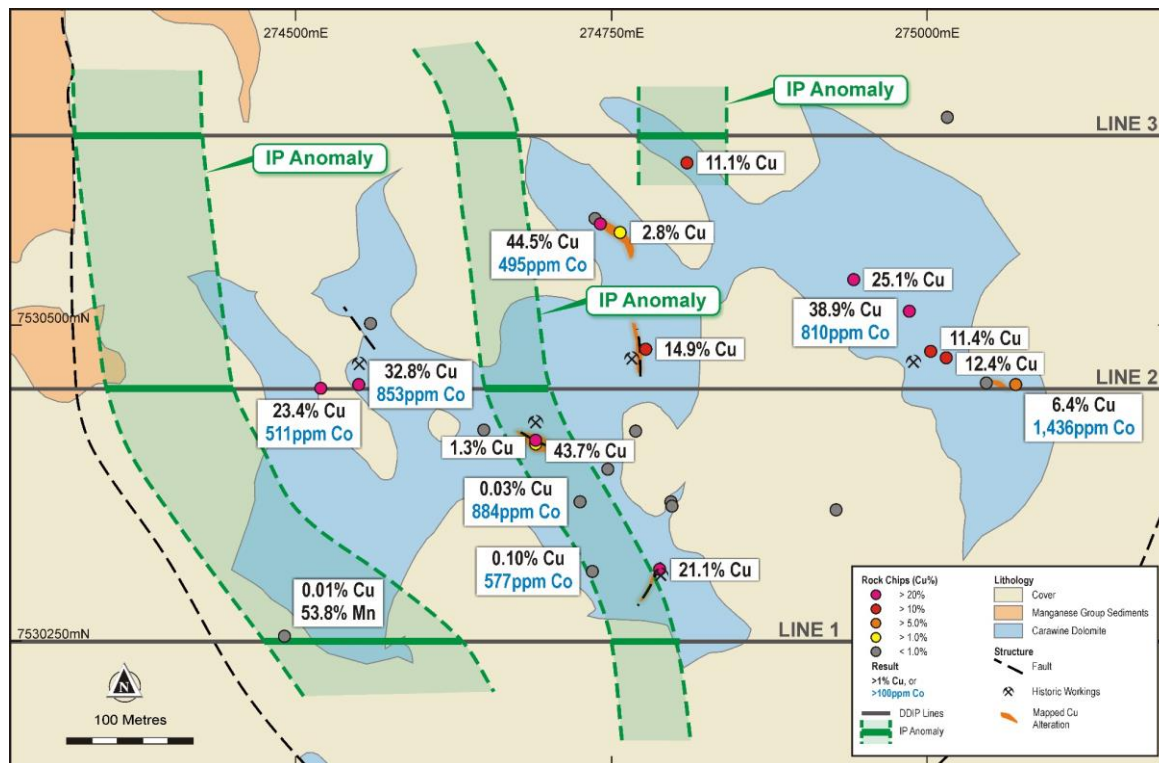 274500mE
274750mE
275000mE
IP Anomaly
LINE 3
IP Anomaly
11.1% Cu
44.5% Cu
495ppm Co
2.8% Cu
25.1% Cu
IP Anomaly
38.9% Cu
810ppm Co
7530500mN
11.4% Cu
14.9% Cu
12.4% Cu
32.8% Cu
853ppm Co
LINE 2
23.4% Cu
511ppm Co
6.4% Cu
1,436ppm Co
1.3% Cu
43.7% Cu
0.03% Cu
884ppm Co
0.10% Cu
577ppm Co
21.1% Cu
0.01% Cu
53.8% Mn
7530250mN
LINE 1
N
100 Metres
Rock Chips (Cu%)
> 20%
> 10%
> 5.0%
> 1.0%
< 1.0%
Result
>1% Cu, or
>100ppm Co
DDIP Lines
IP Anomaly
Lithology
Cover
Manganese Group Sediments
Carawine Dolomite
Structure
Fault
Historic Workings
Mapped Cu
Alteration